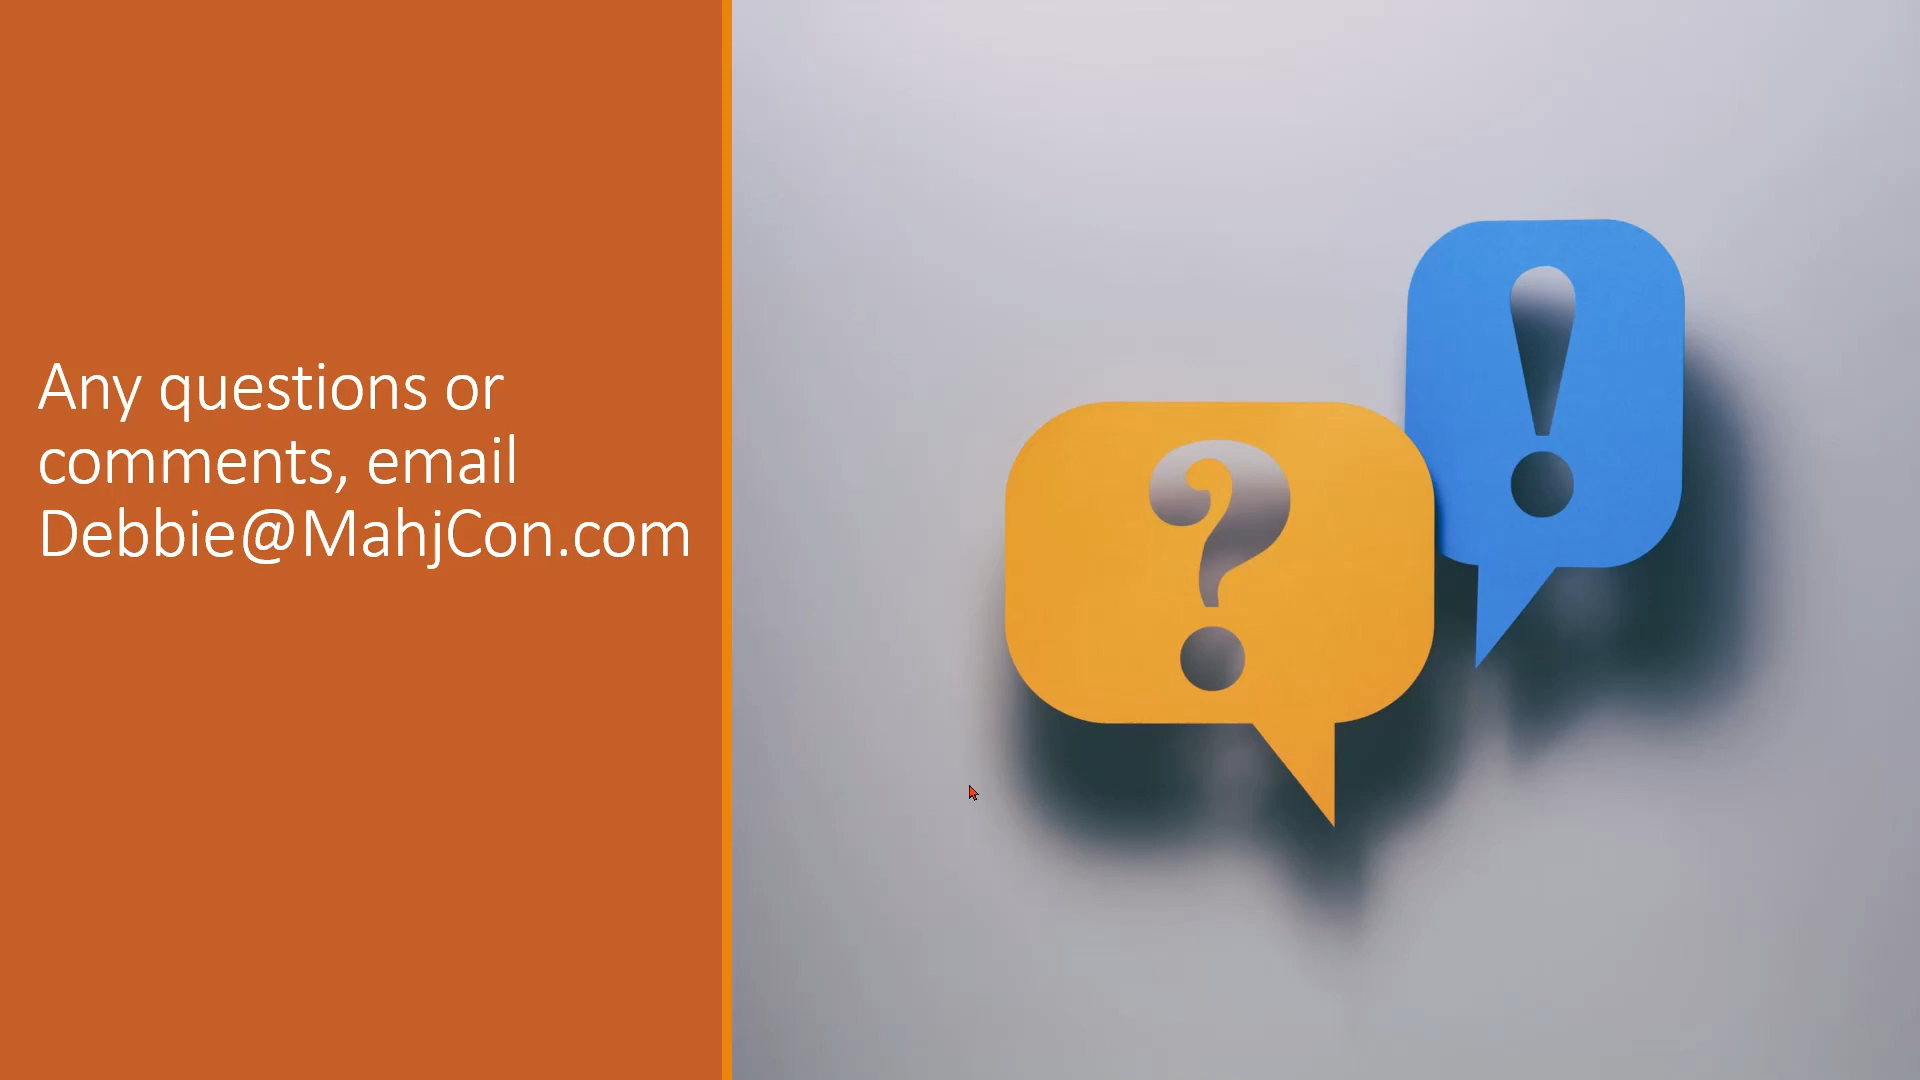 Any questions or
comments, email
Debbie@MahjCon.com
?
!